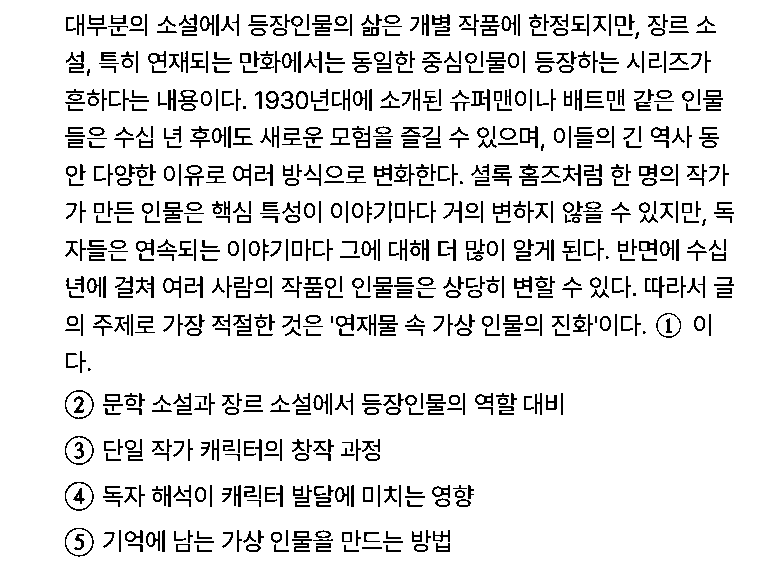 대부분의 소설에서 등장인물의 삶은 개별 작품에 한정되지만, 장르 소
설, 특히 연재되는 만화에서는 동일한 중심인물이 등장하는 시리즈가
흔하다는 내용이다. 1930년대에 소개된 슈퍼맨이나 배트맨 같은 인물
들은 수십 년 후에도 새로운 모험을 즐길 수 있으며, 이들의 긴 역사 동
안 다양한 이유로 여러 방식으로 변화한다. 셜록 홈즈처럼 한 명의 작가
가 만든 인물은 핵심 특성이 이야기마다 거의 변하지 않을 수 있지만, 독
자들은 연속되는 이야기마다 그에 대해 더 많이 알게 된다. 반면에 수십
년에 걸쳐 여러 사람의 작품인 인물들은 상당히 변할 수 있다. 따라서 글
의 주제로 가장 적절한 것은 '연재물 속 가상 인물의 진화'이다. ① 이
다.
② 문학 소설과 장르 소설에서 등장인물의 역할 대비
③ 단일 작가 캐릭터의 창작 과정
④ 독자 해석이 캐릭터 발달에 미치는 영향
⑤ 기억에 남는 가상 인물을 만드는 방법